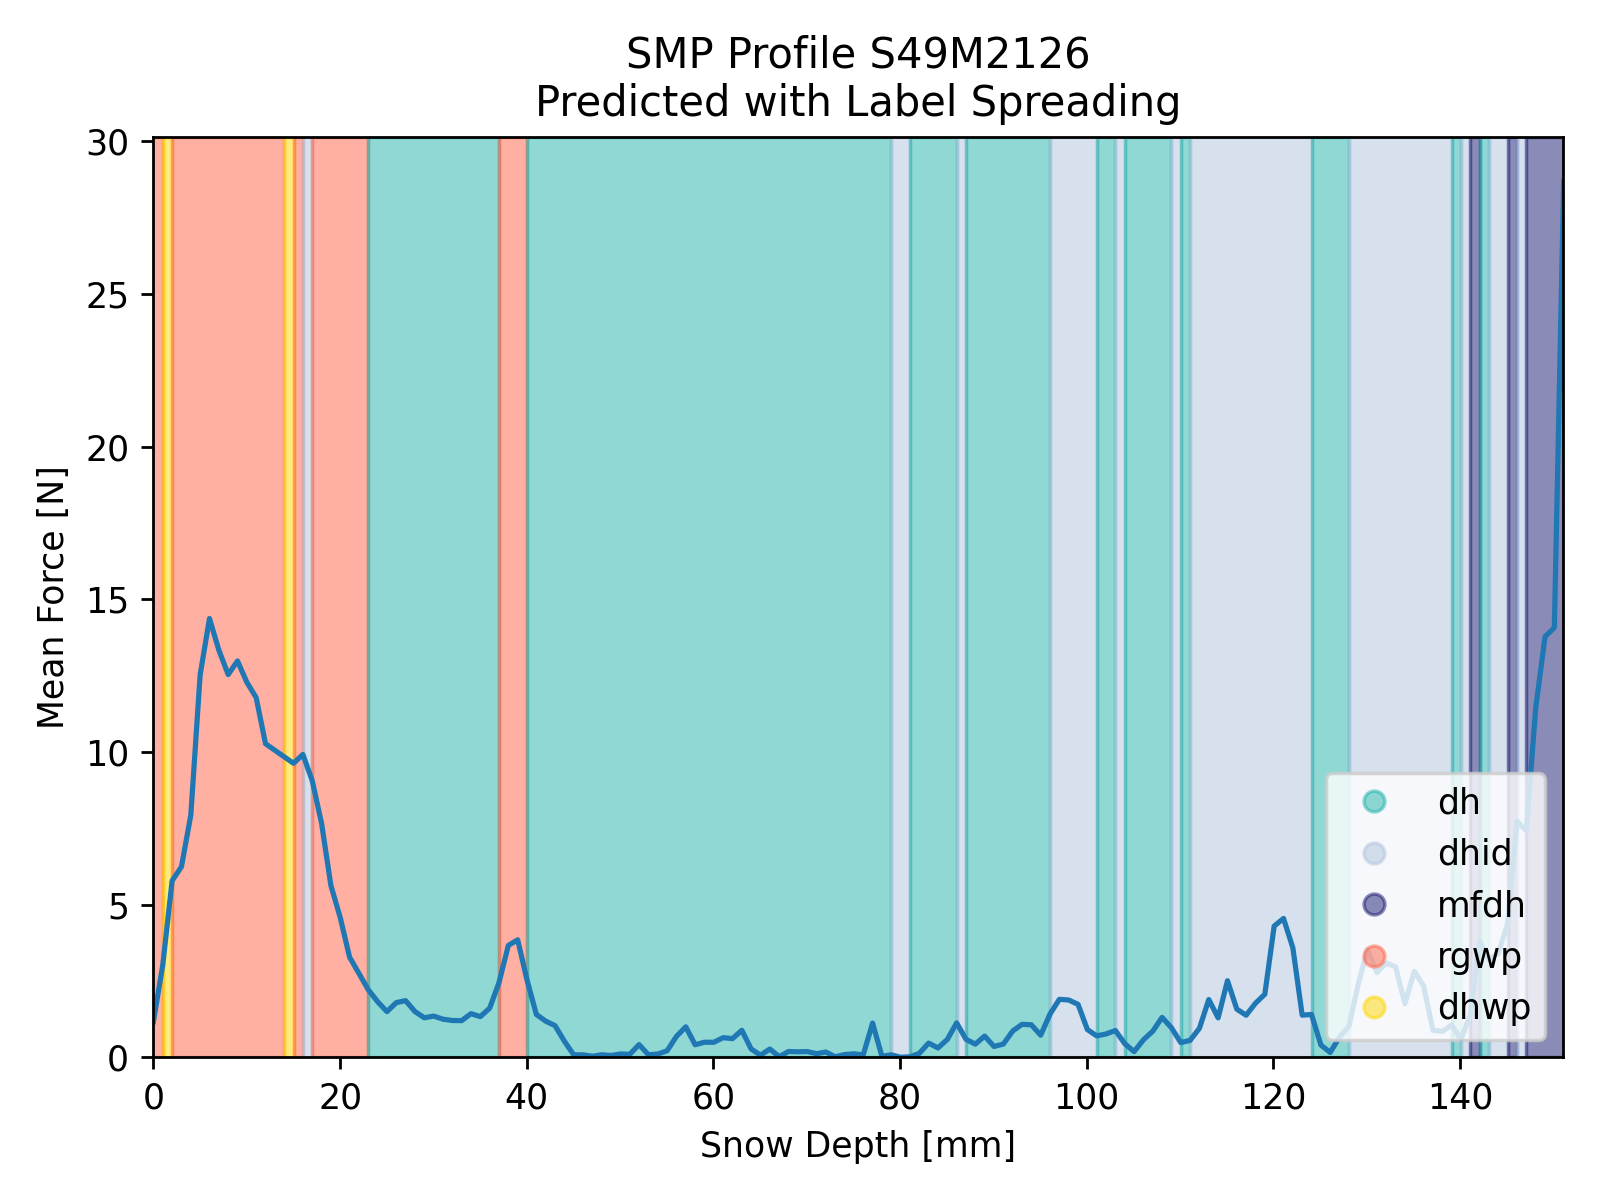 SMP Profile S49M2126
Predicted with Label Spreading
30
25
20
15
10
5
0
Mean Force [N]
0 20 40 60 80 100 120 140
Snow Depth [mm]
dh
dhid
mfdh
rgwp
dhwp